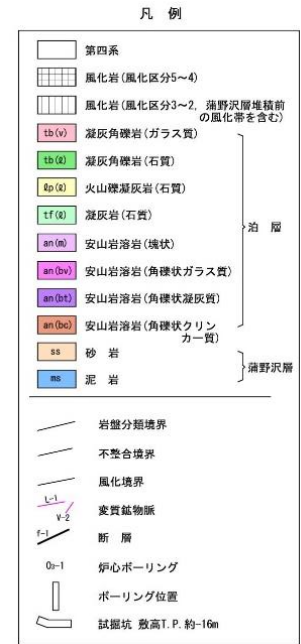 凡 例
第四系
風化岩(風化区分5~4)
風化岩(風化区分3~2, 蒲野沢層堆積前
の風化帯を含む)
tb(v) 凝灰角礫岩(ガラス質)
tb(ℓ) 凝灰角礫岩(石質)
ℓp(ℓ) 火山礫凝灰岩(石質)
tf(ℓ) 凝灰岩(石質)
an(m) 安山岩溶岩(塊状)
an(bv) 安山岩溶岩(角礫状ガラス質)
an(bt) 安山岩溶岩(角礫状凝灰質)
an(bc) 安山岩溶岩(角礫状クリン
カー質)
泊 層
ss 砂 岩
ms 泥 岩
蒲野沢層
岩盤分類境界
不整合境界
風化境界
L-1
V-2
変質鉱物脈
f-1 断 層
O₂-1 炉心ボーリング
ボーリング位置
試掘坑 敷高T.P.約-16m